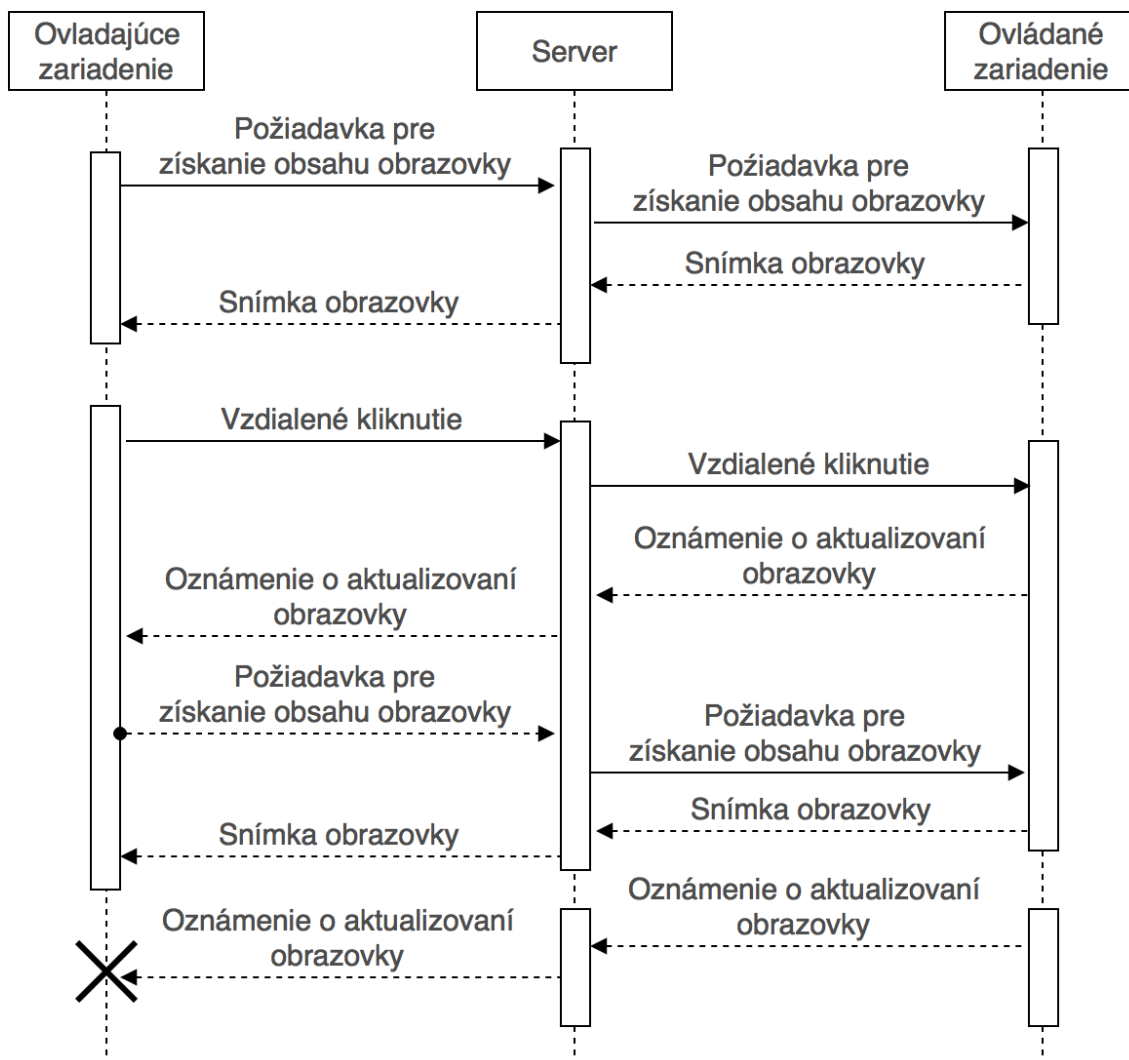 Ovladajúce
zariadenie
Server
Ovládané
zariadenie
Požiadavka pre
získanie obsahu obrazovky
Poźiadavka pre
získanie obsahu obrazovky
Snímka obrazovky
Snímka obrazovky
Vzdialené kliknutie
Vzdialené kliknutie
Oznámenie o aktualizovaní
obrazovky
Oznámenie o aktualizovaní
obrazovky
Požiadavka pre
získanie obsahu obrazovky
Požiadavka pre
získanie obsahu obrazovky
Snímka obrazovky
Snímka obrazovky
Oznámenie o aktualizovaní
obrazovky
Oznámenie o aktualizovaní
obrazovky